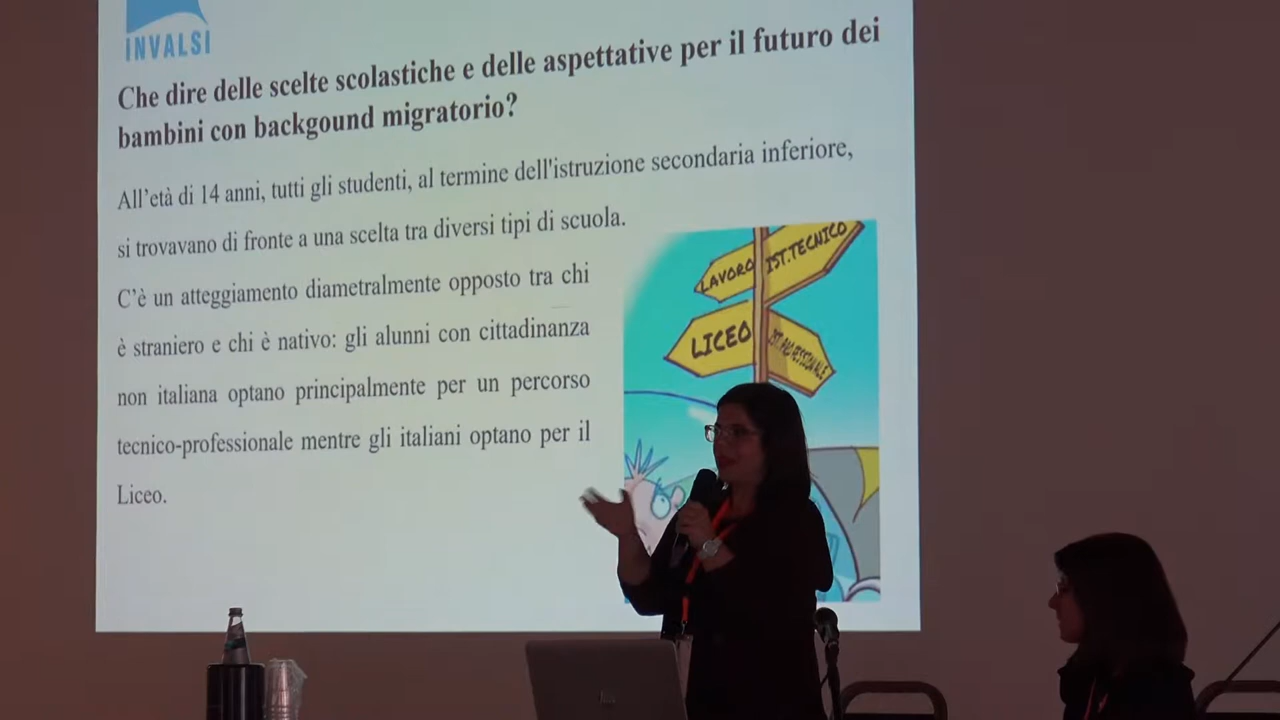 INVALSI
Che dire delle scelte scolastiche e delle aspettative per il futuro dei
bambini con backgound migratorio?
All'età di 14 anni, tutti gli studenti, al termine dell'istruzione secondaria inferiore,
si trovavano di fronte a una scelta tra diversi tipi di scuola.
C'è un atteggiamento diametralmente opposto tra chi
è straniero e chi è nativo: gli alunni con cittadinanza
non italiana optano principalmente per un percorso
tecnico-professionale mentre gli italiani optano per il
Liceo.
LAVORO
IST.TECNICO
LICEO
IST.PROFESSIONALE
hp